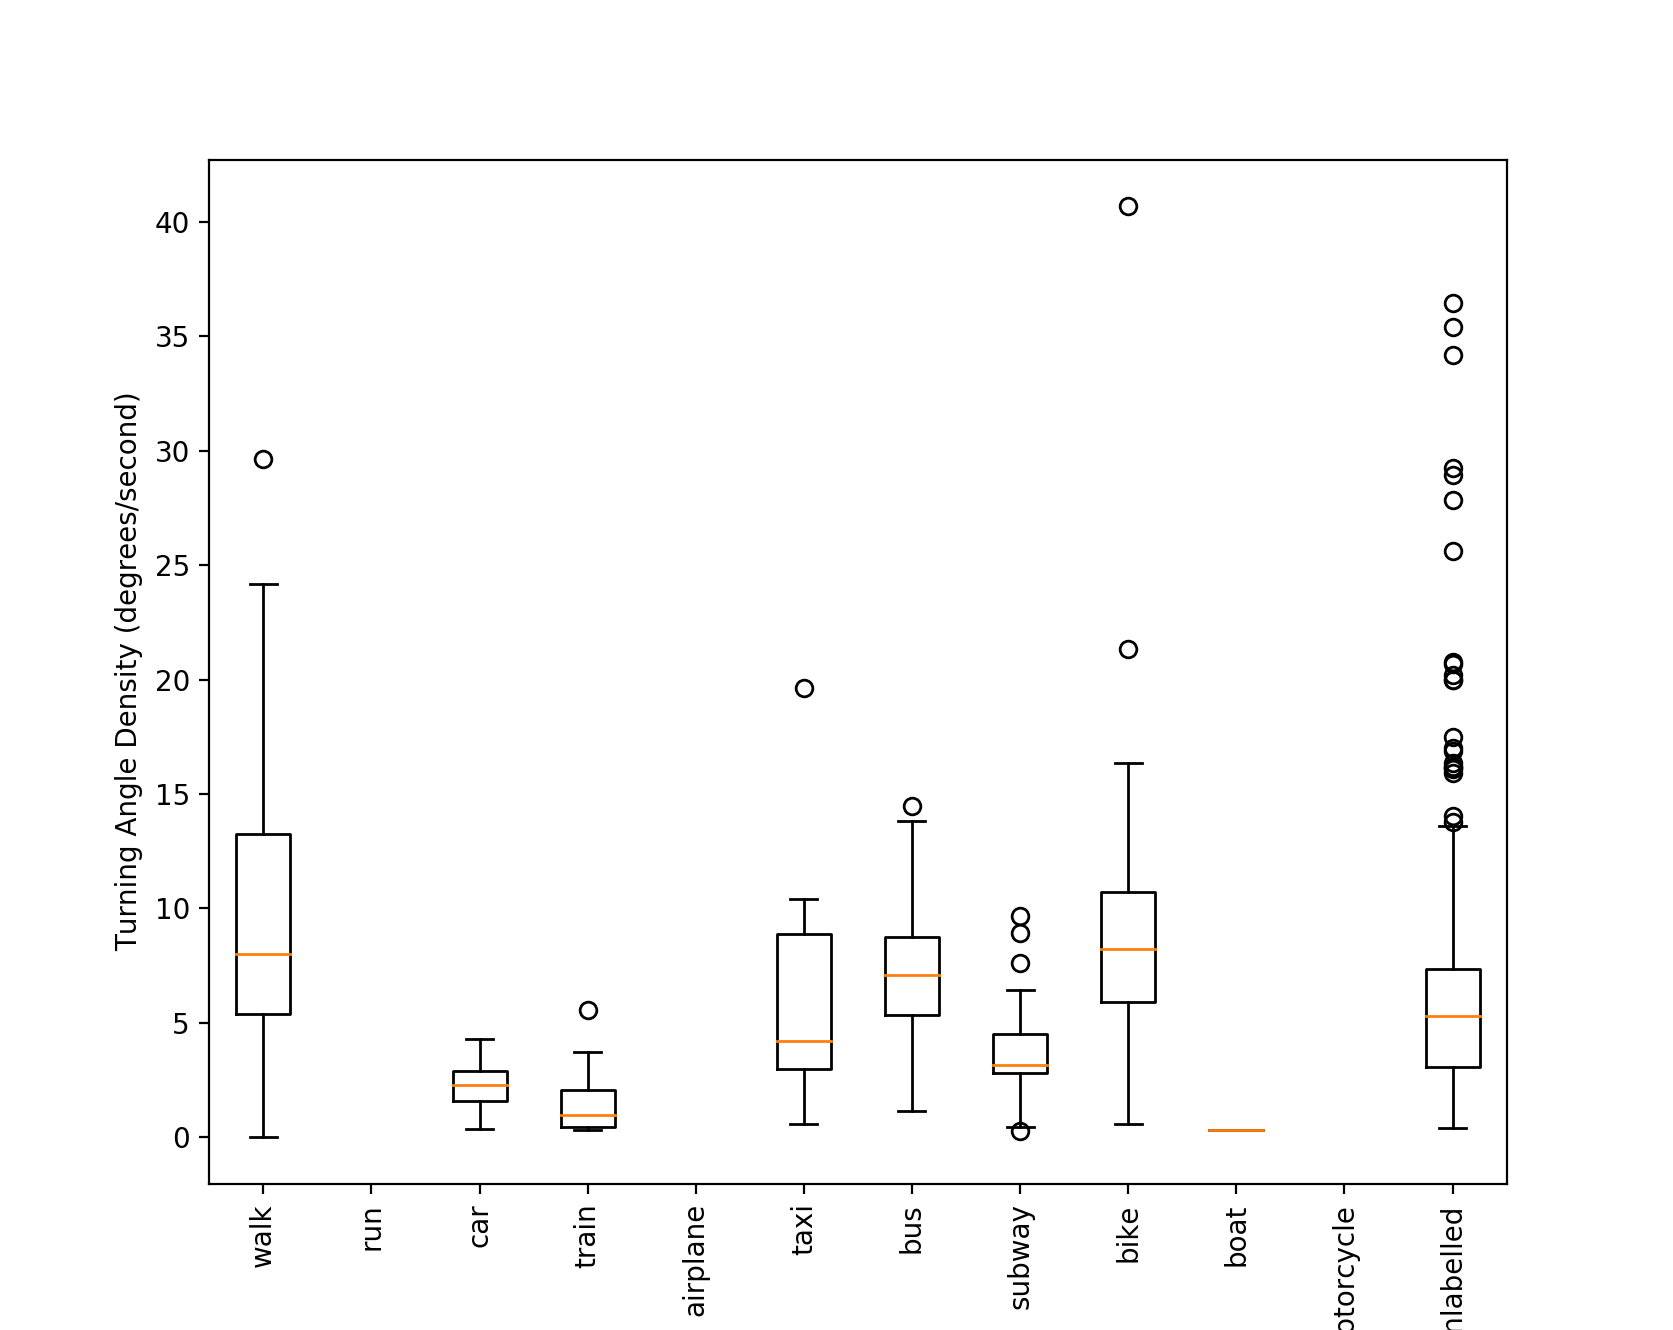 Turning Angle Density (degrees/second)
40
35
30
25
20
15
10
5
0
walk
run
car
train
airplane
taxi
bus
subway
bike
boat
otorcycle
nlabelled